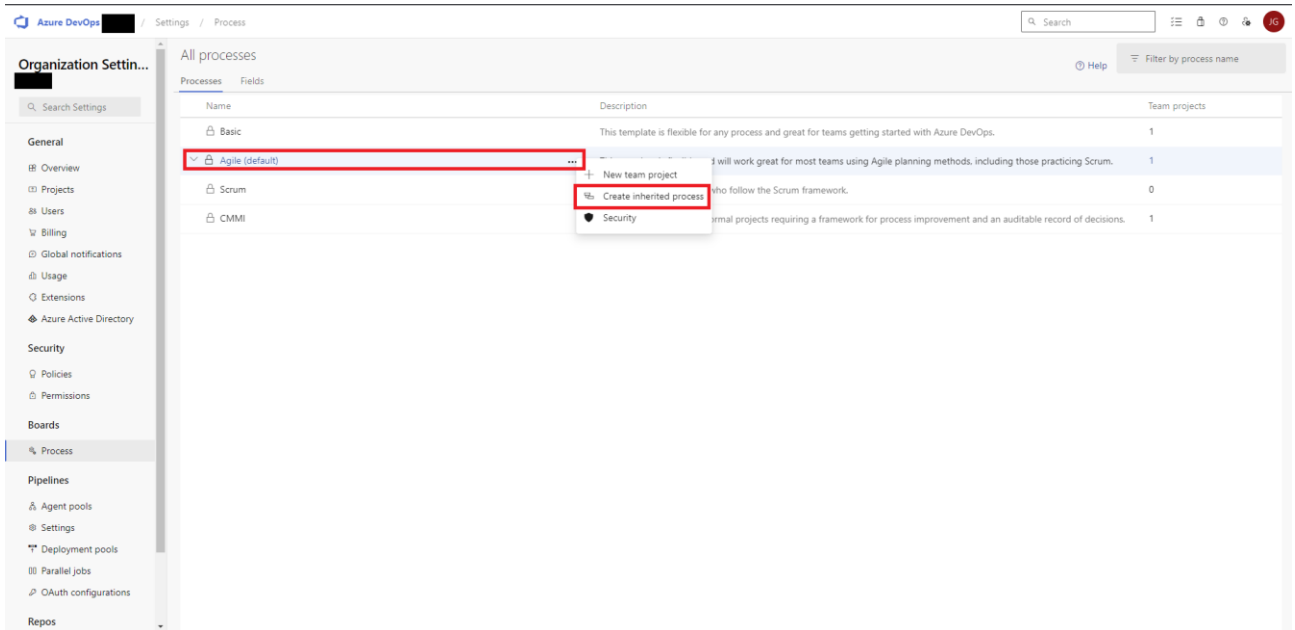 Azure DevOps / Settings / Process
Search
JG
Organization Settin...
Search Settings
General
Overview
Projects
Users
Billing
Global notifications
Usage
Extensions
Azure Active Directory
Security
Policies
Permissions
Boards
Process
Pipelines
Agent pools
Settings
Deployment pools
Parallel jobs
OAuth configurations
Repos
All processes
Help
Filter by process name
Processes Fields
Name Description Team projects
Basic This template is flexible for any process and great for teams getting started with Azure DevOps. 1
Agile (default) ... d will work great for most teams using Agile planning methods, including those practicing Scrum. 1
New team project
Scrum who follow the Scrum framework. 0
Create inherited process
CMMI rmal projects requiring a framework for process improvement and an auditable record of decisions. 1
Security